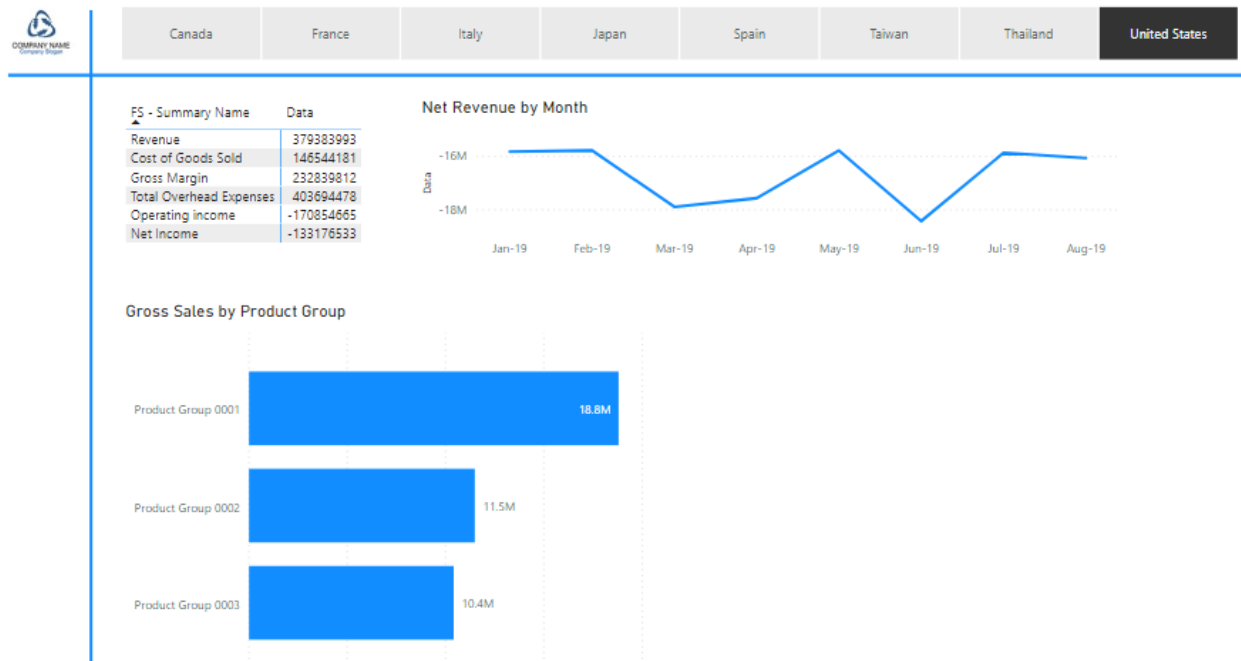 COMPANY NAME
Canada France Italy Japan Spain Taiwan Thailand United States
FS - Summary Name Data
Revenue 379383993
Cost of Goods Sold 146544181
Gross Margin 232839812
Total Overhead Expenses 403694478
Operating income -170854665
Net Income -133176533
Net Revenue by Month
Data
-16M
-18M
Jan-19 Feb-19 Mar-19 Apr-19 May-19 Jun-19 Jul-19 Aug-19
Gross Sales by Product Group
Product Group 0001 18.8M
Product Group 0002 11.5M
Product Group 0003 10.4M